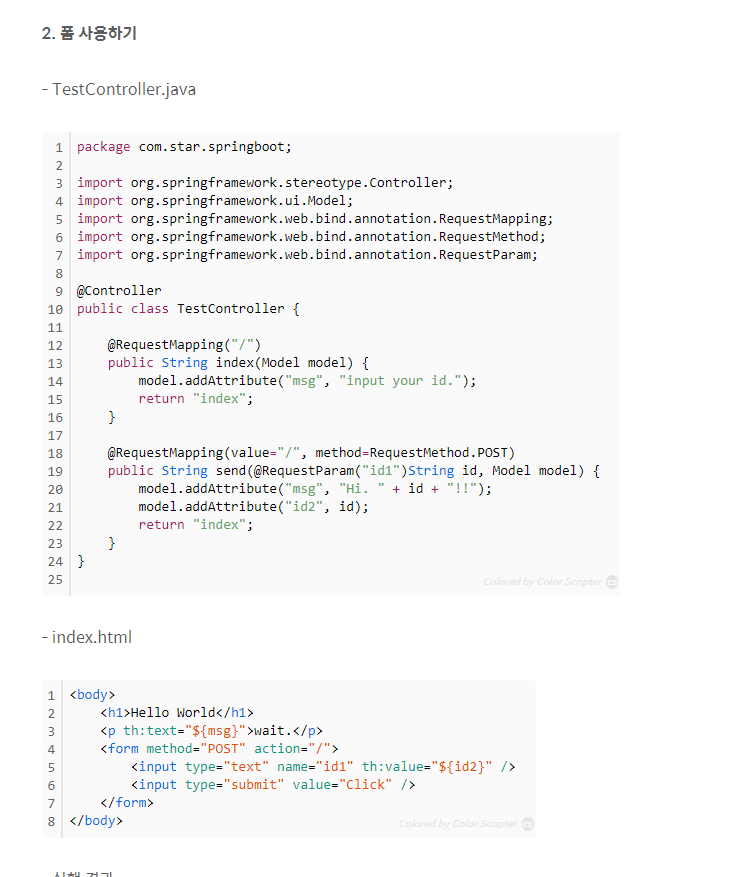 2. 폼 사용하기
- TestController.java
1 package com.star.springboot;
2
3 import org.springframework.stereotype.Controller;
4 import org.springframework.ui.Model;
5 import org.springframework.web.bind.annotation.RequestMapping;
6 import org.springframework.web.bind.annotation.RequestMethod;
7 import org.springframework.web.bind.annotation.RequestParam;
8
9 @Controller
10 public class TestController {
11
12     @RequestMapping("/")
13     public String index(Model model) {
14         model.addAttribute("msg", "input your id.");
15         return "index";
16     }
17
18     @RequestMapping(value="/", method=RequestMethod.POST)
19     public String send(@RequestParam("id1")String id, Model model) {
20         model.addAttribute("msg", "Hi. " + id + "!!");
21         model.addAttribute("id2", id);
22         return "index";
23     }
24 }
25
Colored by Color Scripter cs
- index.html
1 <body>
2     <h1>Hello World</h1>
3     <p th:text="${msg}">wait.</p>
4     <form method="POST" action="/">
5         <input type="text" name="id1" th:value="${id2}" />
6         <input type="submit" value="Click" />
7     </form>
8 </body>
Colored by Color Scripter cs